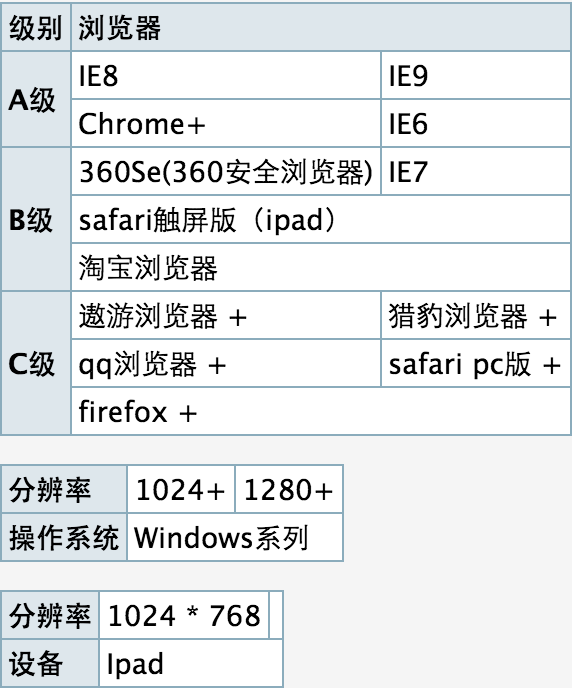 级别 浏览器
A级 IE8 IE9
Chrome+ IE6
B级 360Se(360安全浏览器) IE7
safari触屏版（ipad）
淘宝浏览器
C级 遨游浏览器 + 猎豹浏览器 +
qq浏览器 + safari pc版 +
firefox +
分辨率 1024+ 1280+
操作系统 Windows系列
分辨率 1024 * 768
设备 Ipad